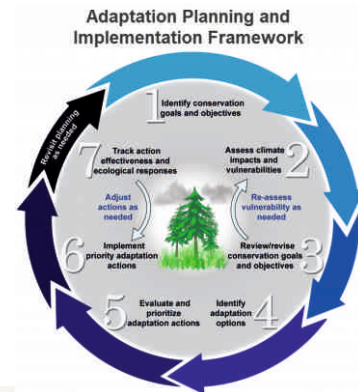 Adaptation Planning and
Implementation Framework
1
Identify conservation
goals and objectives
2
Assess climate
impacts and
vulnerabilities
Re-assess
vulnerability as
needed
3
Review/revise
conservation goals
and objectives
4
Identify
adaptation
options
5
Evaluate and
prioritize
adaptation actions
6
Implement
priority adaptation
actions
Adjust
actions as
needed
7
Track action
effectiveness and
ecological responses
Revisit planning
as needed